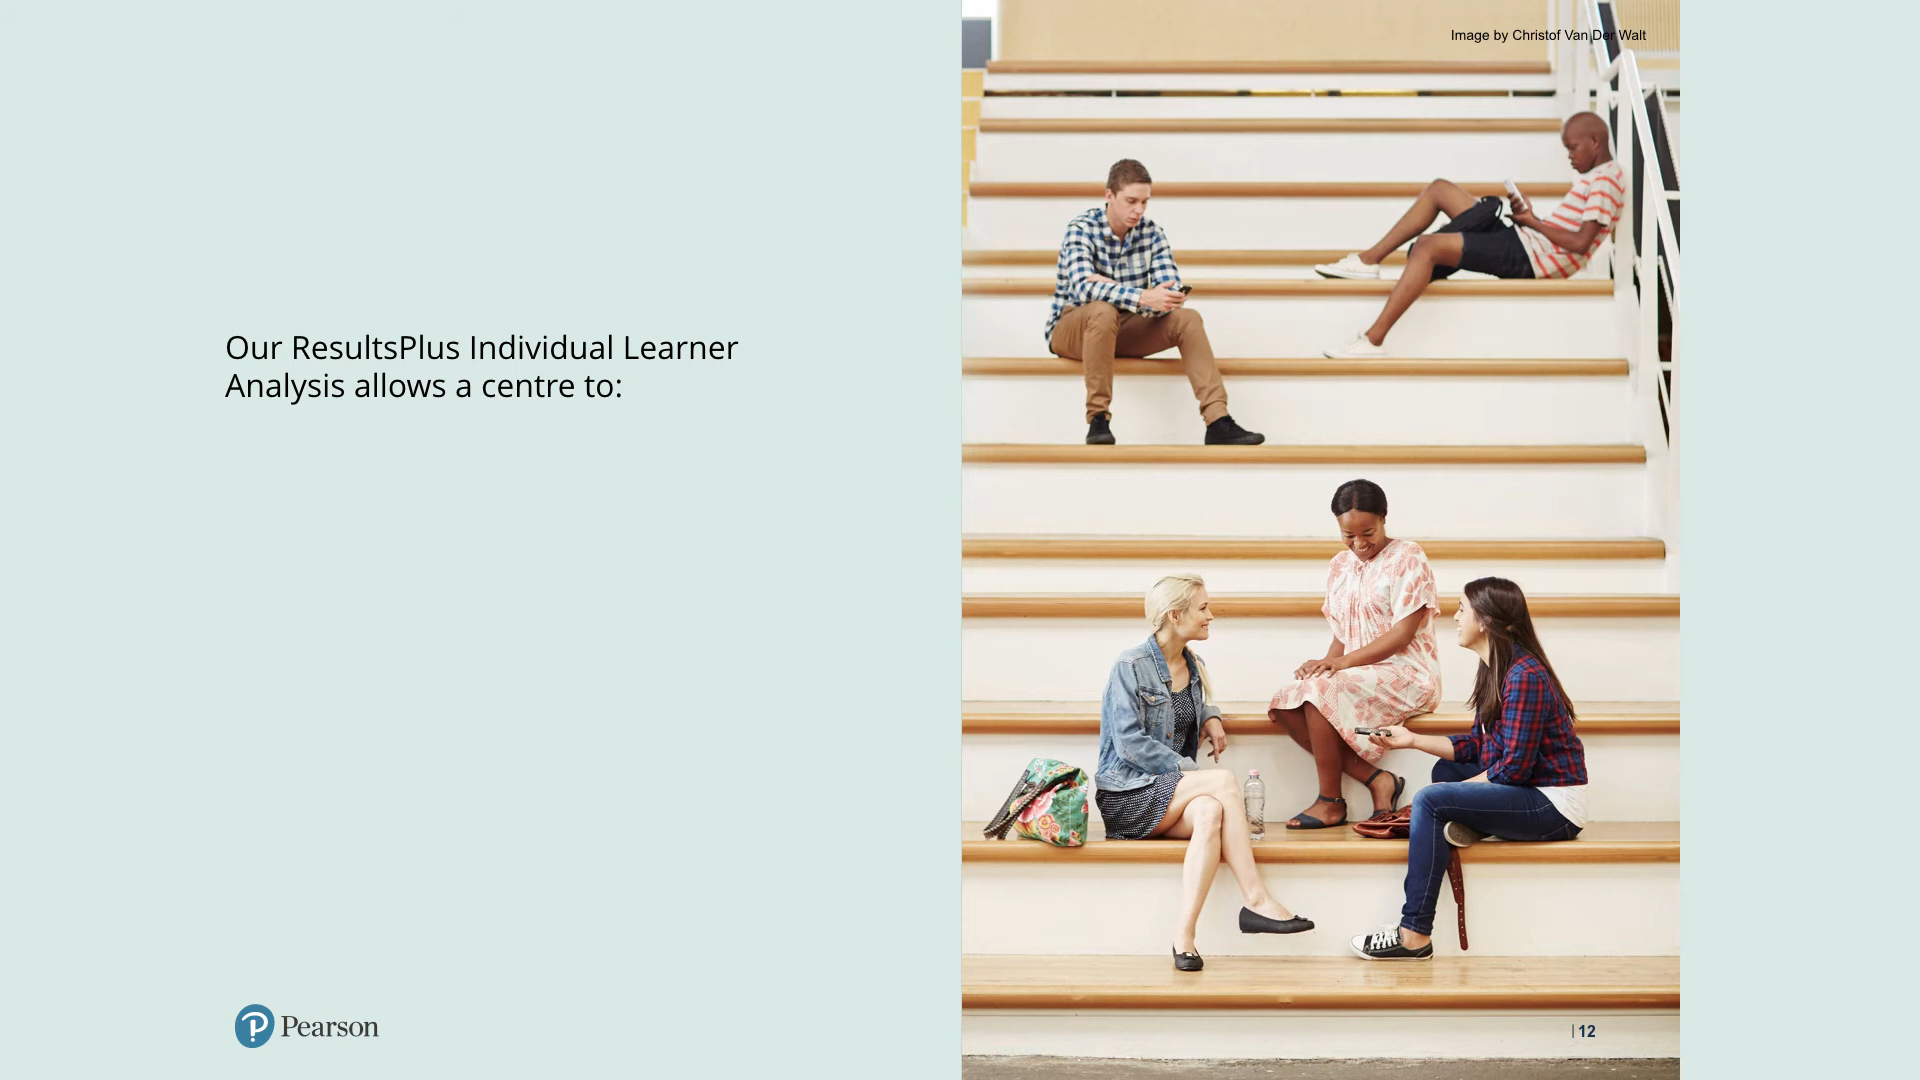 Image by Christof Van Der Walt
Our ResultsPlus Individual Learner
Analysis allows a centre to:
Pearson
| 12